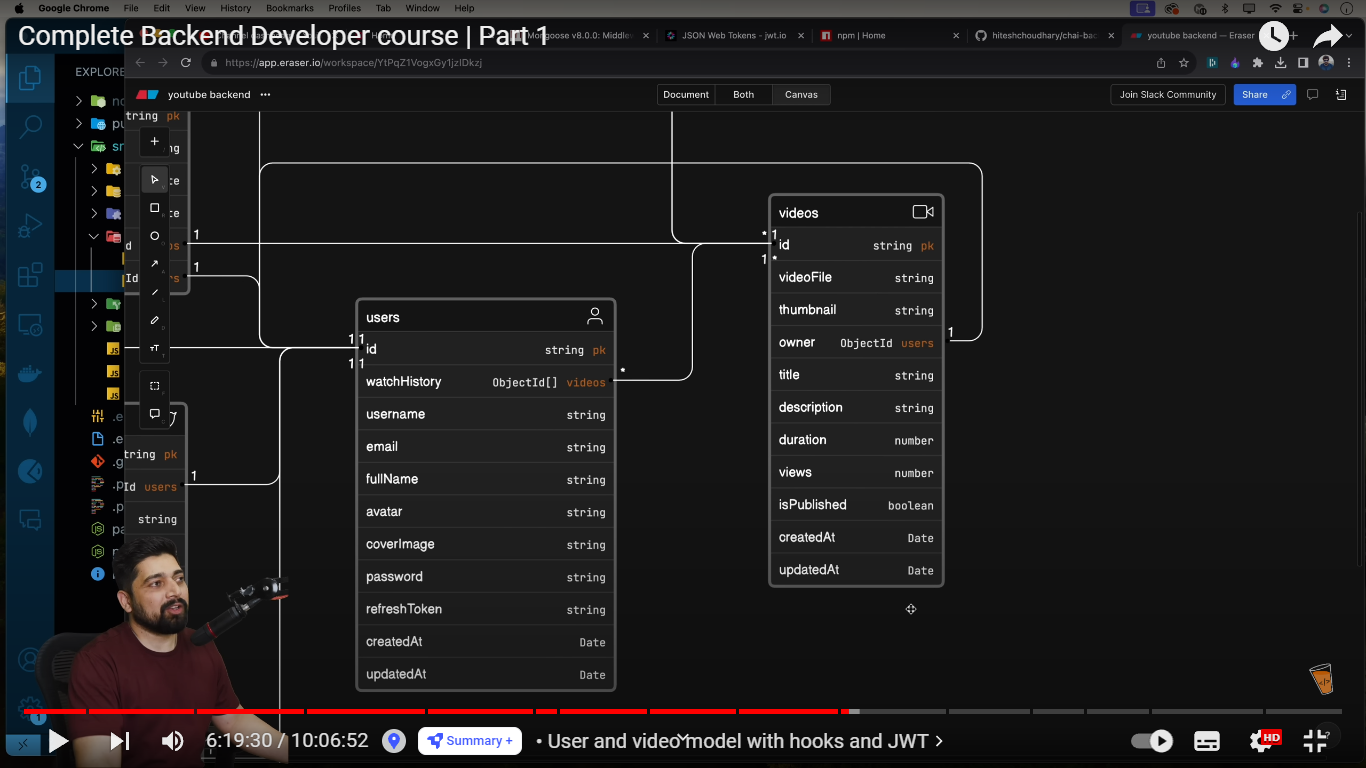 Google Chrome File Edit View History Bookmarks Profiles Tab Window Help
Complete Backend Developer course | Part 1
Mongoose v8.0.0: Middle
JSON Web Tokens - jwt.io
npm | Home
hiteshchoudhary/chai-bac
youtube backend — Eraser
https://app.eraser.io/workspace/YtPqZ1VogxGy1jzIDkzj
EXPLORE
youtube backend •••
Document Both Canvas
Join Slack Community
Share
tring pk
Id
users
id string pk
watchHistory ObjectId[] videos
username string
email string
fullName string
avatar string
coverImage string
password string
refreshToken string
createdAt Date
updatedAt Date
videos
id string pk
videoFile string
thumbnail string
owner ObjectId users
title string
description string
duration number
views number
isPublished boolean
createdAt Date
updatedAt Date
tring pk
Id users
string
6:19:30 / 10:06:52
Summary +
• User and video model with hooks and JWT >
HD